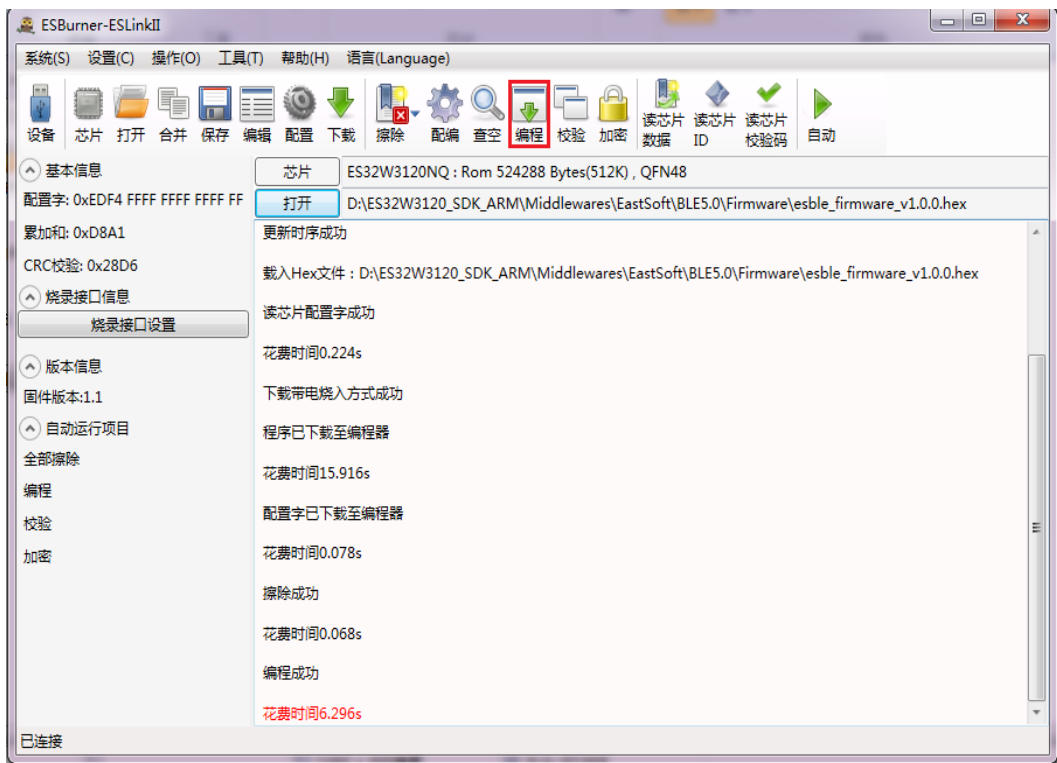 ESBurner-ESLinkII
系统(S) 设置(C) 操作(O) 工具(T) 帮助(H) 语言(Language)
设备 芯片 打开 合并 保存 编辑 配置 下载 擦除 配编 查空 编程 校验 加密 读芯片数据 读芯片ID 读芯片校验码 自动
基本信息
芯片 ES32W3120NQ : Rom 524288 Bytes(512K) , QFN48
配置字: 0xEDF4 FFFF FFFF FFFF FF
打开 D:\ES32W3120_SDK_ARM\Middlewares\EastSoft\BLE5.0\Firmware\esble_firmware_v1.0.0.hex
累加和: 0xD8A1
CRC校验: 0x28D6
烧录接口信息
烧录接口设置
版本信息
固件版本:1.1
自动运行项目
全部擦除
编程
校验
加密
更新时序成功
载入Hex文件：D:\ES32W3120_SDK_ARM\Middlewares\EastSoft\BLE5.0\Firmware\esble_firmware_v1.0.0.hex
读芯片配置字成功
花费时间0.224s
下载带电烧入方式成功
程序已下载至编程器
花费时间15.916s
配置字已下载至编程器
花费时间0.078s
擦除成功
花费时间0.068s
编程成功
花费时间6.296s
已连接